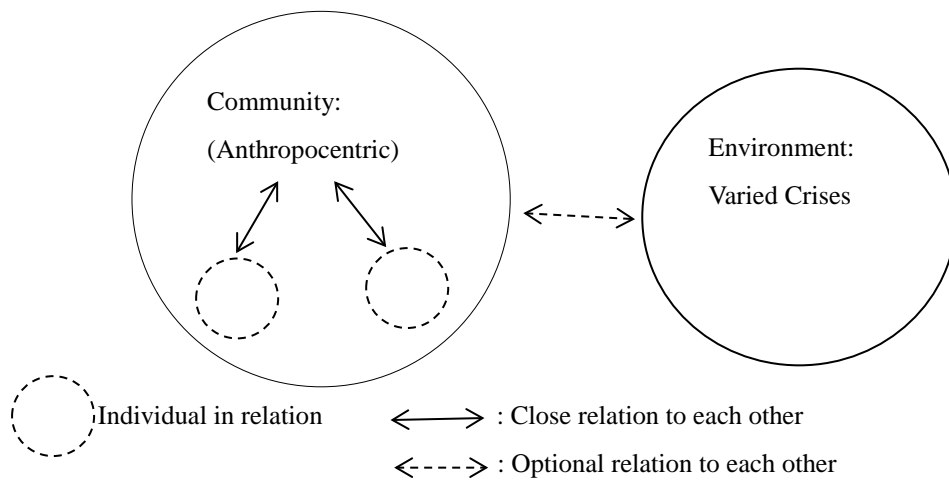 Community:
(Anthropocentric)
Environment:
Varied Crises
Individual in relation
: Close relation to each other
: Optional relation to each other